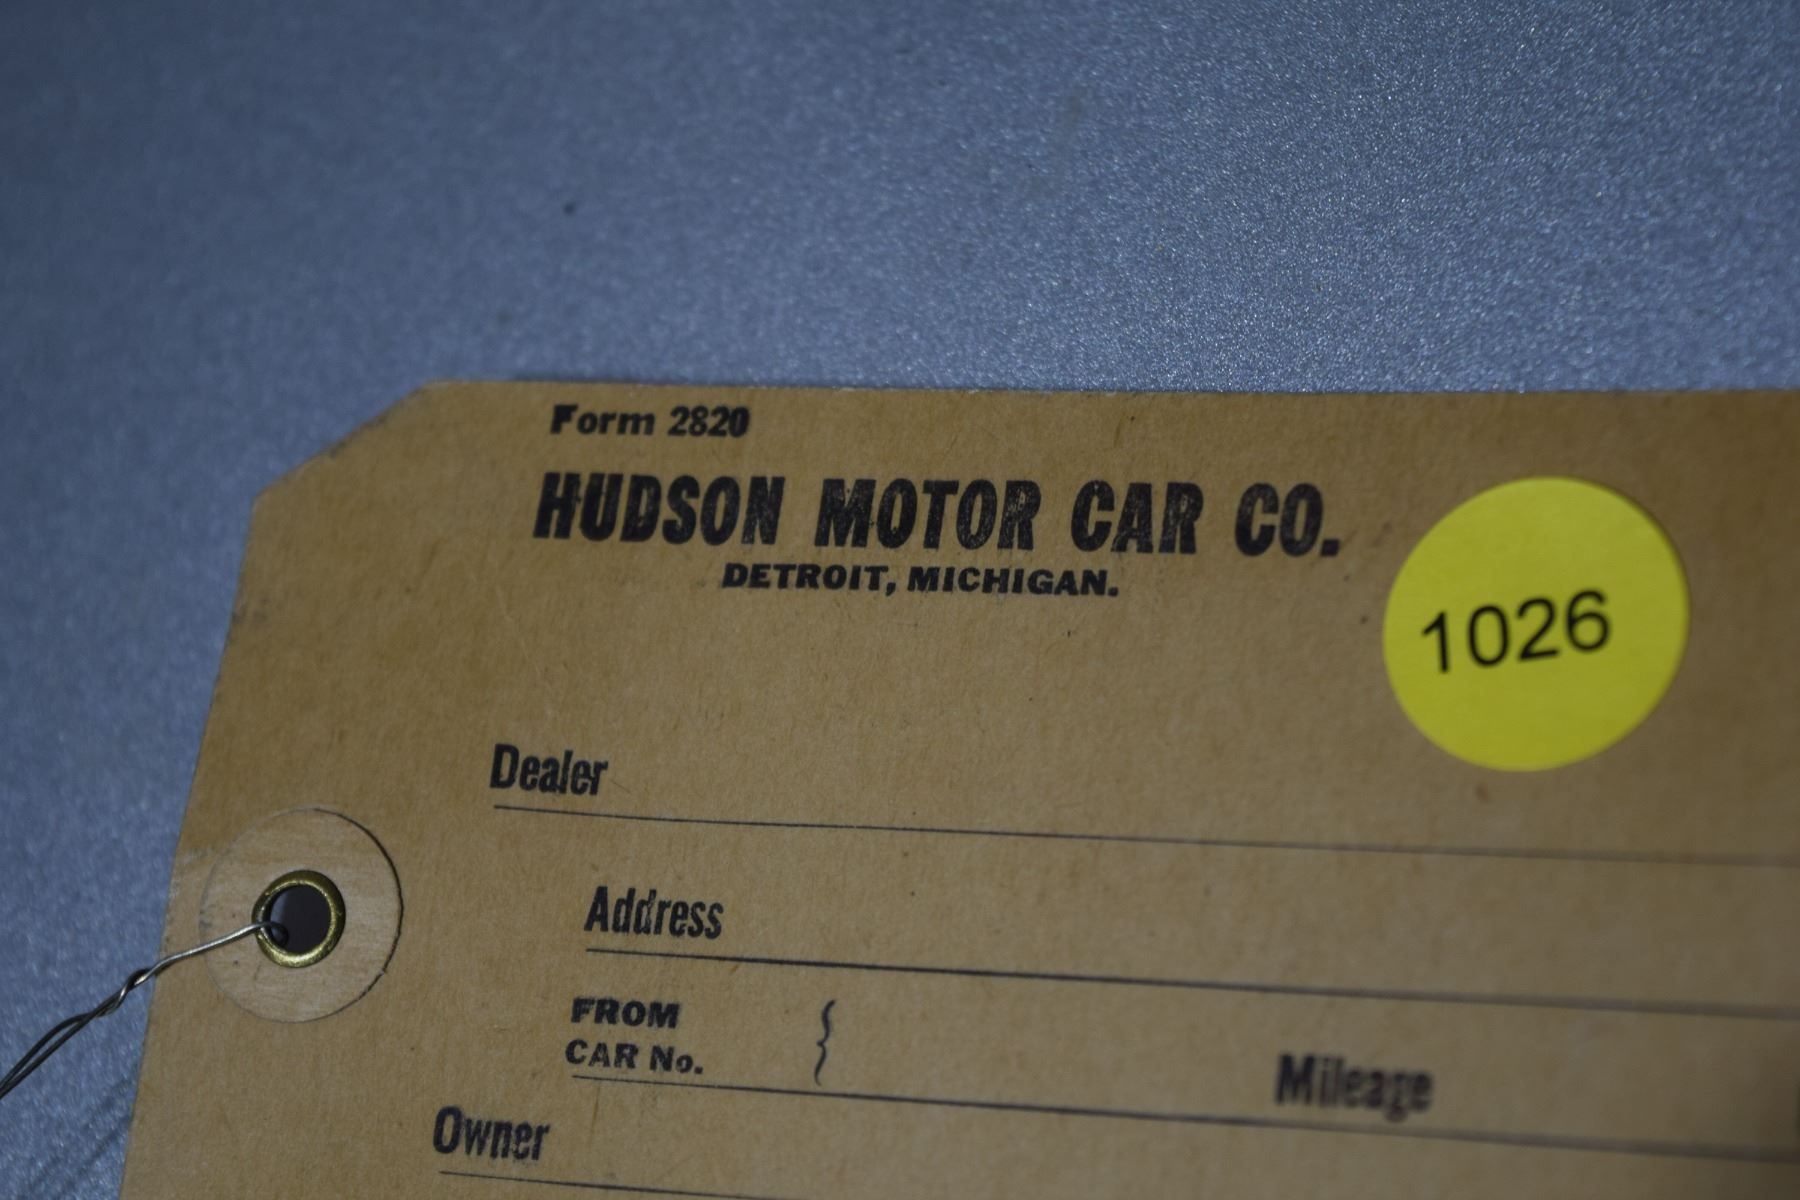 Form 2820
HUDSON MOTOR CAR CO.
DETROIT, MICHIGAN.
1026
Dealer
Address
FROM
CAR No. {
Mileage
Owner